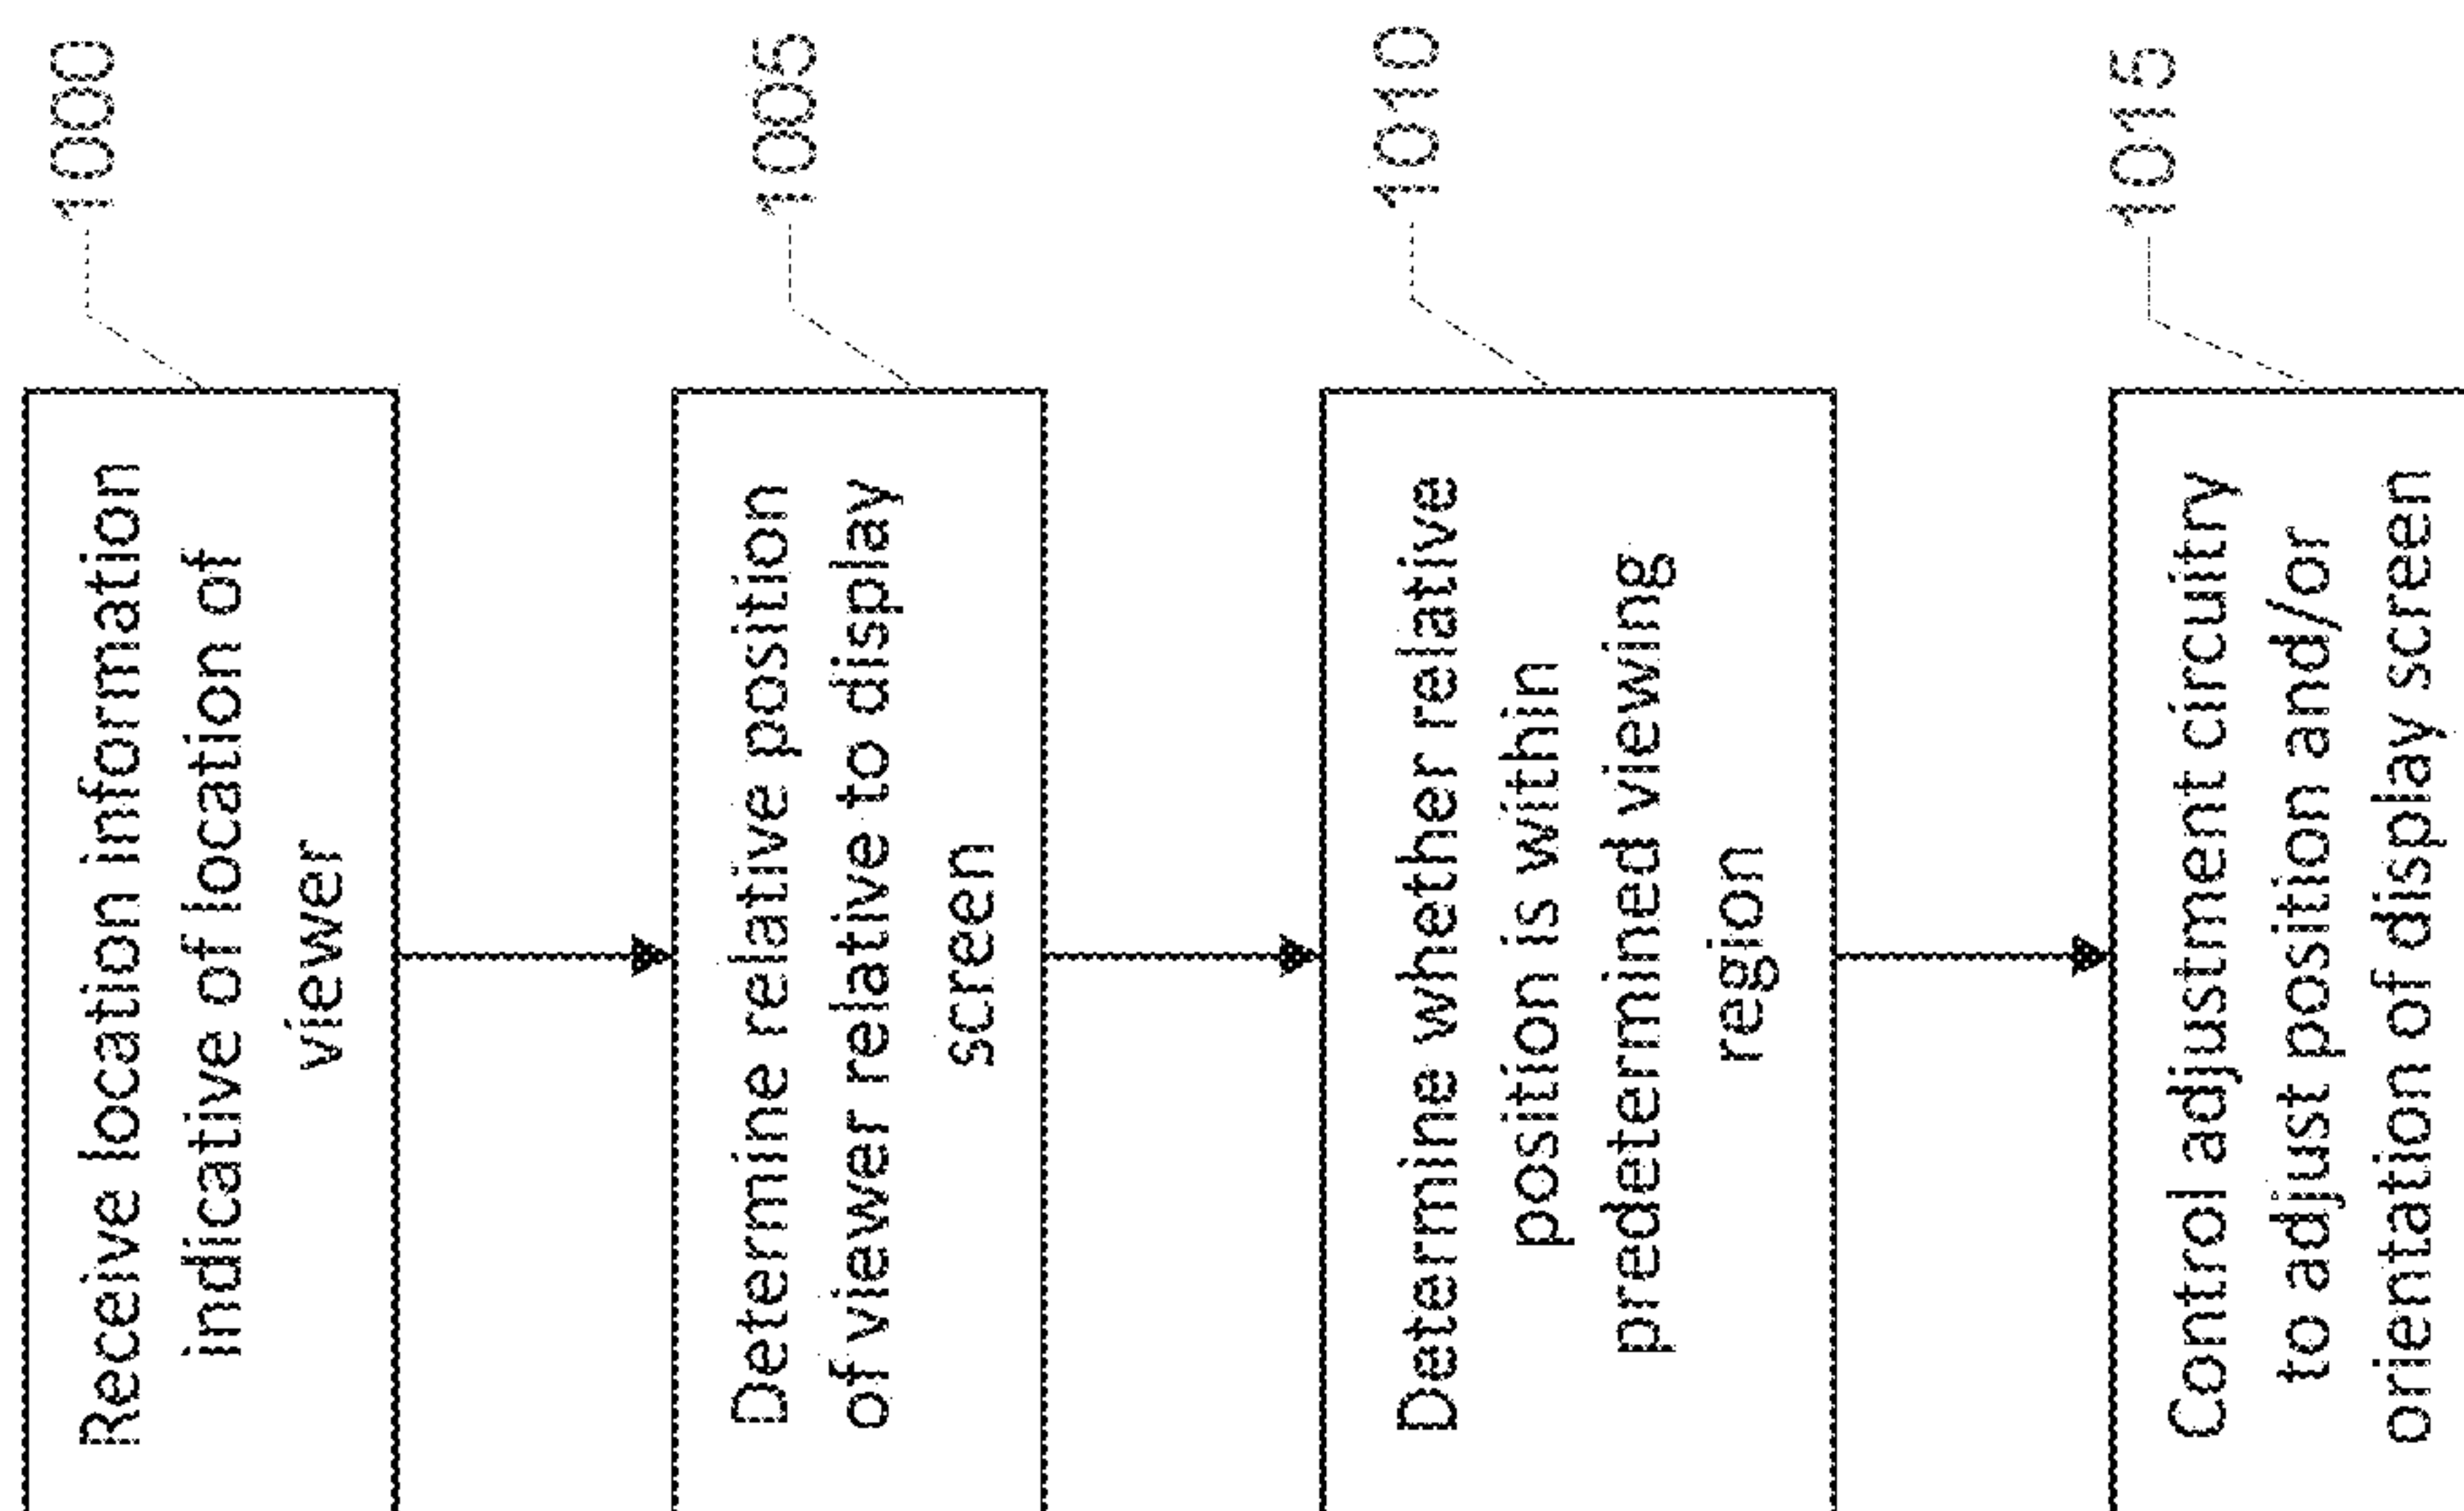 1000
Receive location information
indicative of location of
viewer
1005
Determine relative position
of viewer relative to display
screen
1010
Determine whether relative
position is within
predetermined viewing
region
1015
Control adjustment circuitry
to adjust position and/or
orientation of display screen